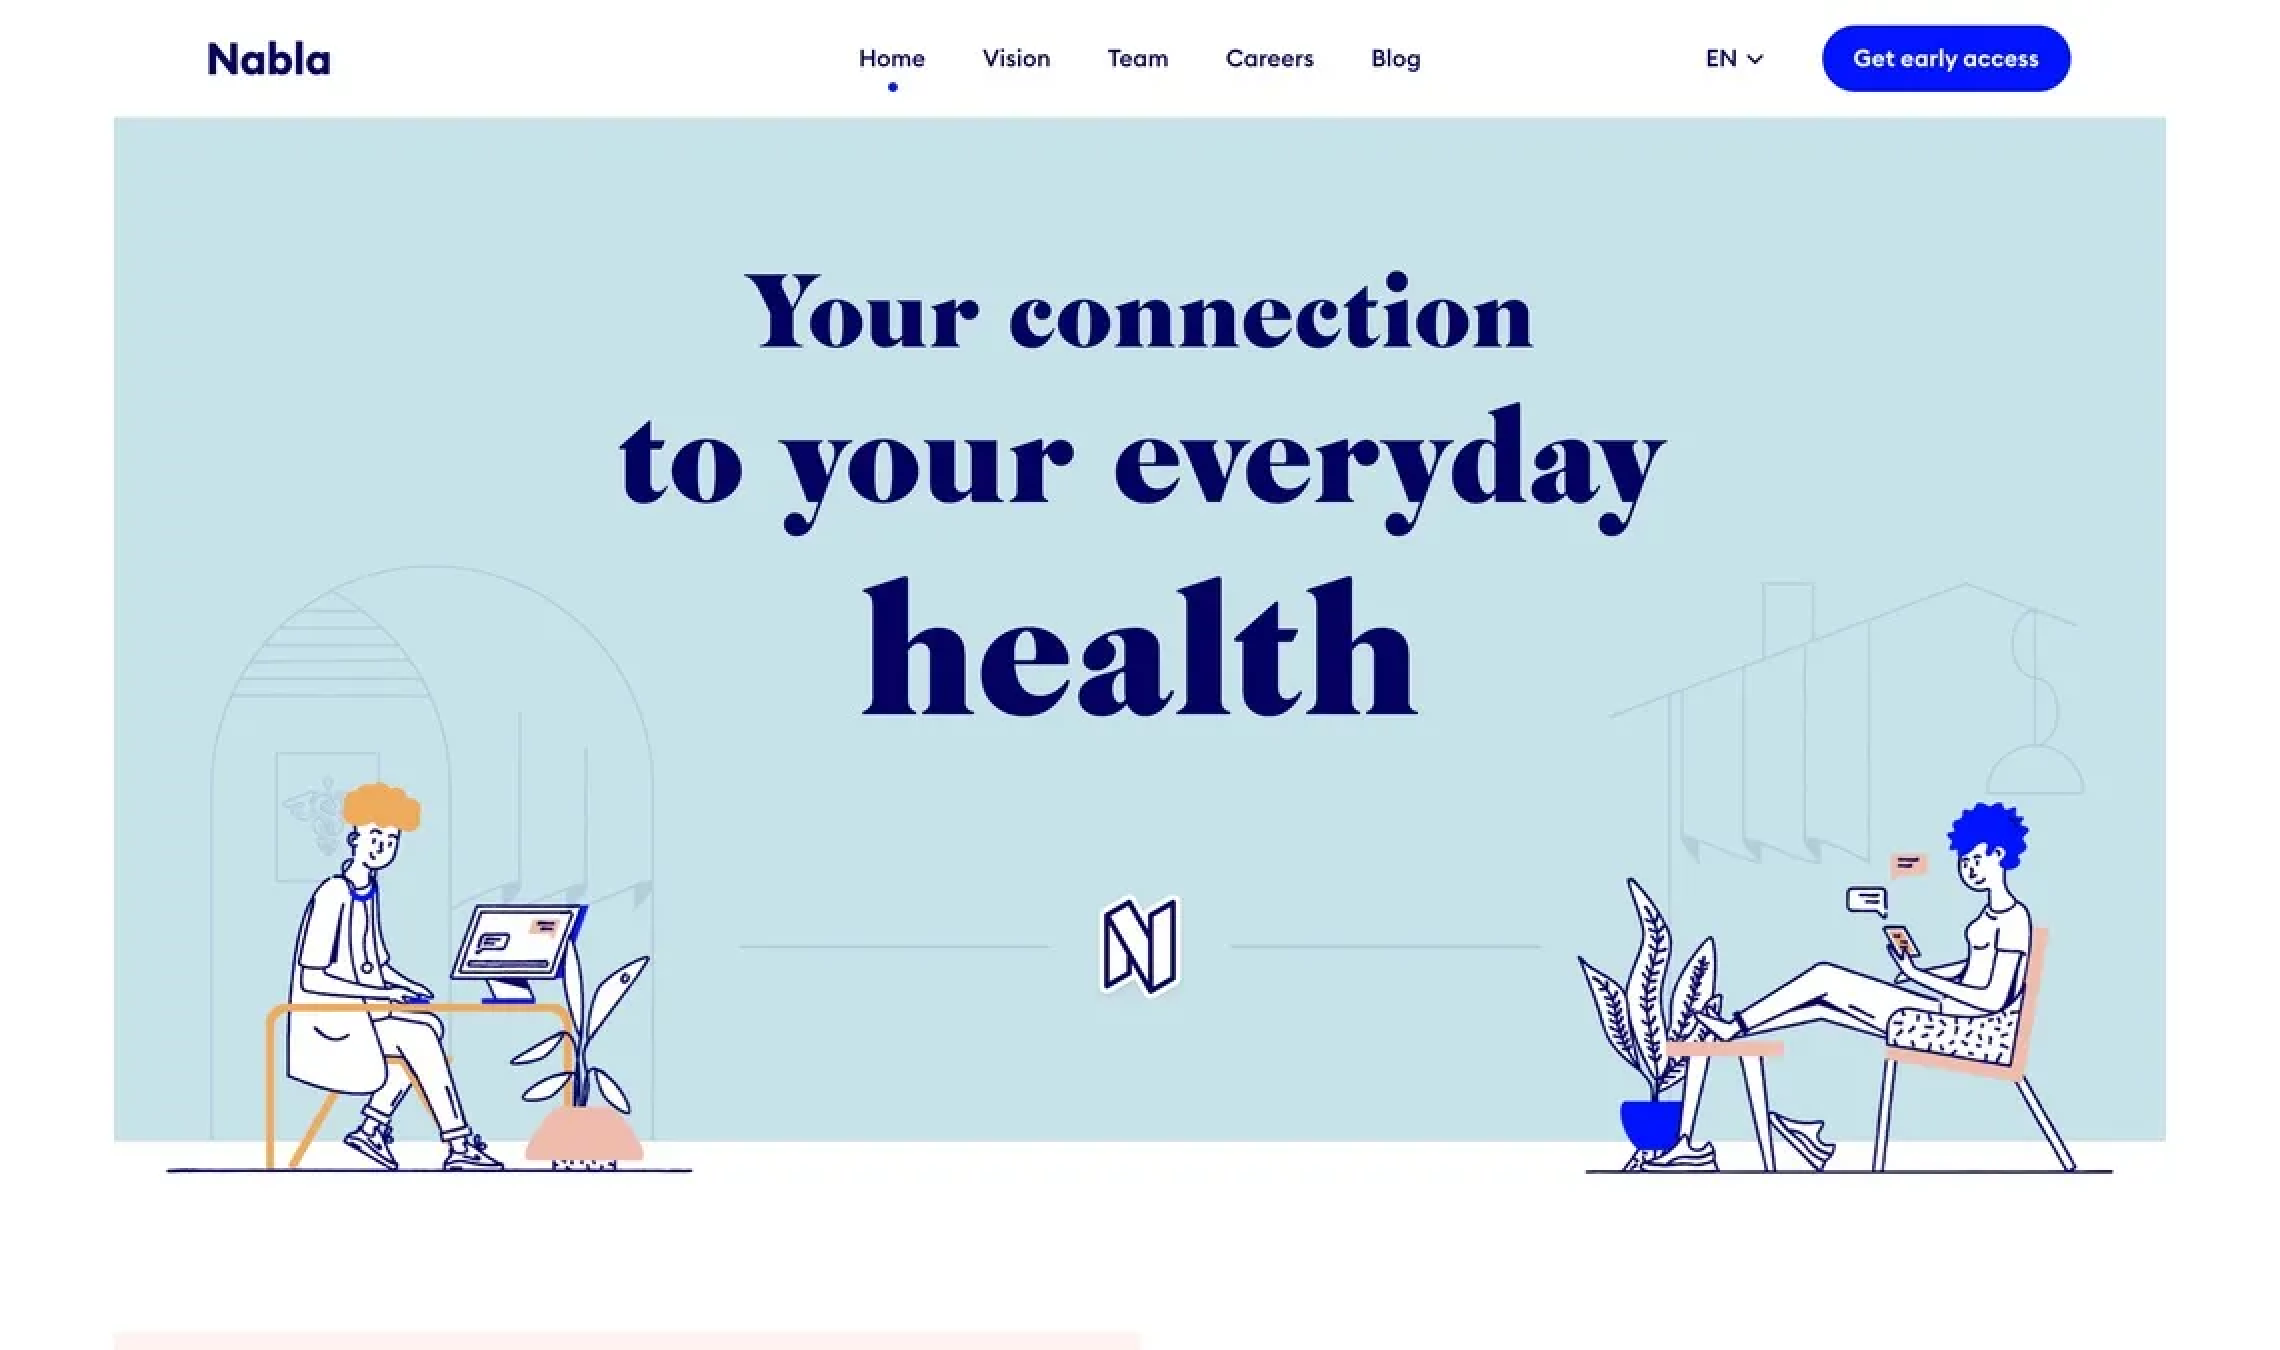 Nabla
Home Vision Team Careers Blog
EN
Get early access
Your connection
to your everyday
health
N